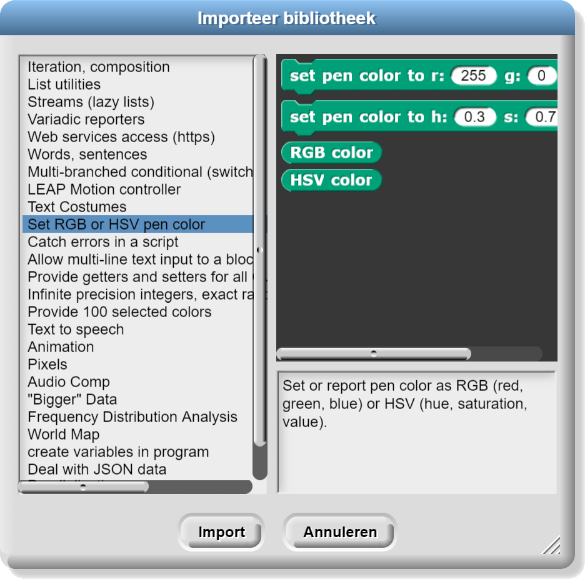 Importeer bibliotheek
Iteration, composition
List utilities
Streams (lazy lists)
Variadic reporters
Web services access (https)
Words, sentences
Multi-branched conditional (switch
LEAP Motion controller
Text Costumes
Set RGB or HSV pen color
Catch errors in a script
Allow multi-line text input to a bloc
Provide getters and setters for all
Infinite precision integers, exact ra
Provide 100 selected colors
Text to speech
Animation
Pixels
Audio Comp
"Bigger" Data
Frequency Distribution Analysis
World Map
create variables in program
Deal with JSON data
set pen color to r: 255 g: 0
set pen color to h: 0.3 s: 0.7
RGB color
HSV color
Set or report pen color as RGB (red,
green, blue) or HSV (hue, saturation,
value).
Import
Annuleren